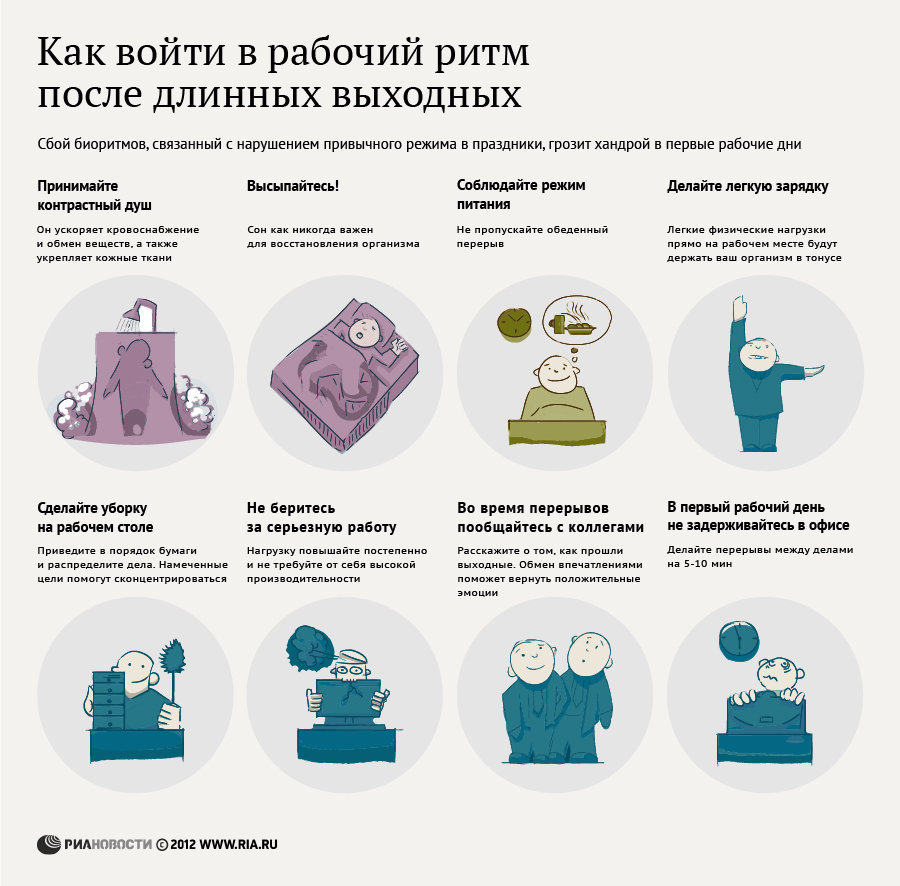 Как войти в рабочий ритм
после длинных выходных
Сбой биоритмов, связанный с нарушением привычного режима в праздники, грозит хандрой в первые рабочие дни
Принимайте
контрастный душ
Он ускоряет кровоснабжение
и обмен веществ, а также
укрепляет кожные ткани
Высыпайтесь!
Сон как никогда важен
для восстановления организма
Соблюдайте режим
питания
Не пропускайте обеденный
перерыв
Делайте легкую зарядку
Легкие физические нагрузки
прямо на рабочем месте будут
держать ваш организм в тонусе
Сделайте уборку
на рабочем столе
Приведите в порядок бумаги
и распределите дела. Намеченные
цели помогут сконцентрироваться
Не беритесь
за серьезную работу
Нагрузку повышайте постепенно
и не требуйте от себя высокой
производительности
Во время перерывов
пообщайтесь с коллегами
Расскажите о том, как прошли
выходные. Обмен впечатлениями
поможет вернуть положительные
эмоции
В первый рабочий день
не задерживайтесь в офисе
Делайте перерывы между делами
на 5-10 мин
РИАНОВОСТИ © 2012 WWW.RIA.RU